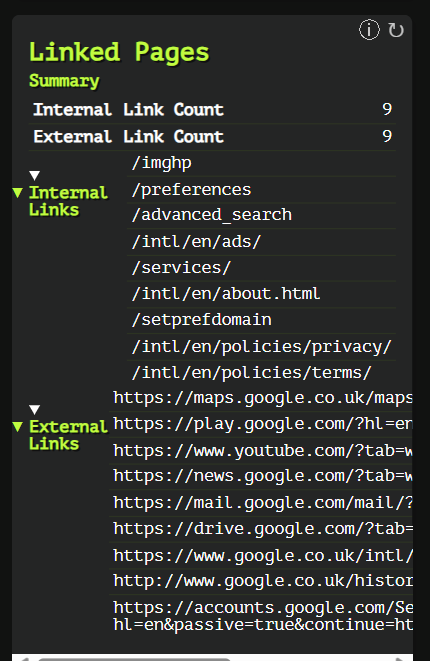 Linked Pages
Summary
Internal Link Count 9
External Link Count 9
Internal Links
/imghp
/preferences
/advanced_search
/intl/en/ads/
/services/
/intl/en/about.html
/setprefdomain
/intl/en/policies/privacy/
/intl/en/policies/terms/
External Links
https://maps.google.co.uk/maps
https://play.google.com/?hl=en
https://www.youtube.com/?tab=w
https://news.google.com/?tab=w
https://mail.google.com/mail/?
https://drive.google.com/?tab=
https://www.google.co.uk/intl/
http://www.google.co.uk/histor
https://accounts.google.com/Se
hl=en&passive=true&continue=ht